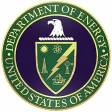 DEPARTMENT OF ENERGY
UNITED STATES OF AMERICA